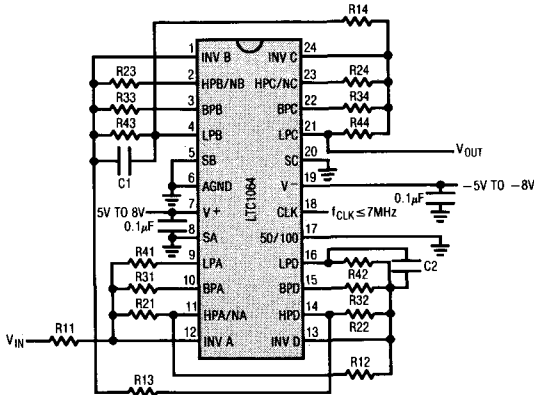 R14
1 INV B INV C 24
R23 2 HPB/NB HPC/NC 23 R24
R33 3 BPB BPC 22 R34
R43 4 LPB LPC 21 R44
C1 VOUT
5 SB SC 20
6 AGND V− 19 −5V TO −8V
5V TO 8V 7 V+ CLK 18 fCLK≤7MHz 0.1µF
0.1µF
8 SA 50/100 17
LTC1064
R41 9 LPA LPD 16 C2
R31 10 BPA BPD 15 R42
R21 11 HPA/NA HPD 14 R32
R22
VIN R11 12 INV A INV D 13
R12
R13